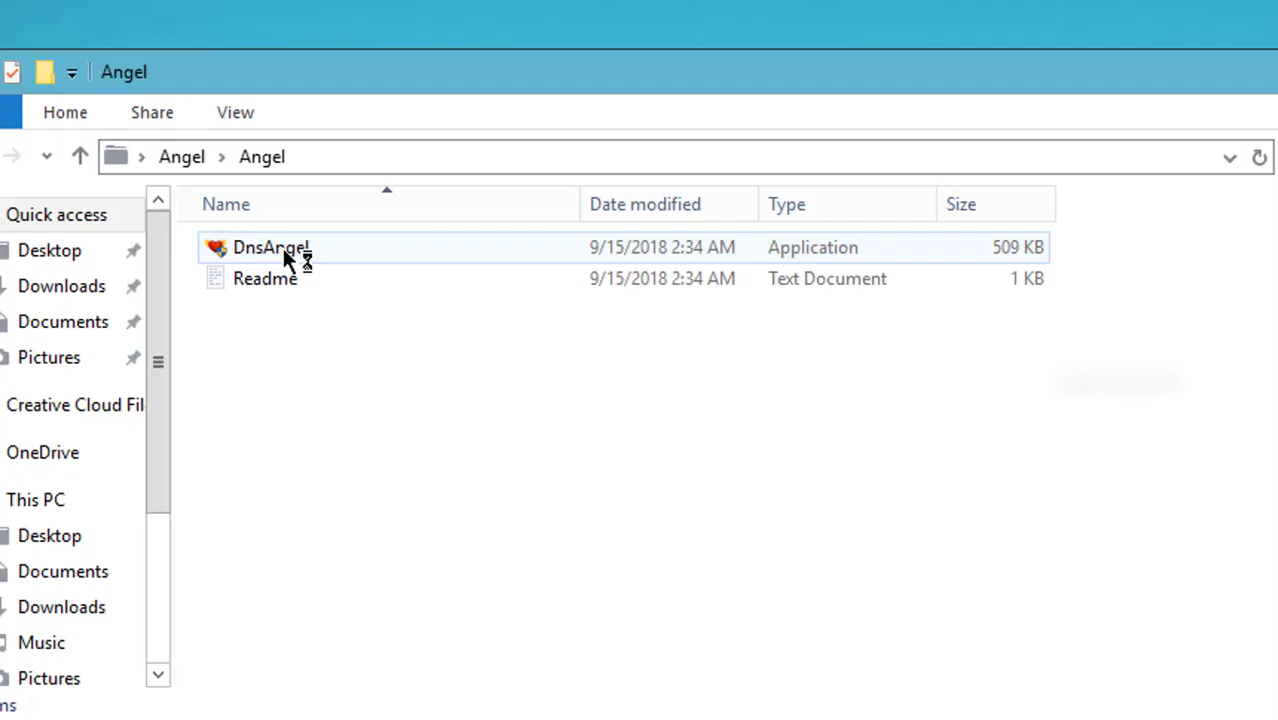 Angel
Home Share View
Angel > Angel
Quick access
Name Date modified Type Size
DnsAngel 9/15/2018 2:34 AM Application 509 KB
Readme 9/15/2018 2:34 AM Text Document 1 KB
Desktop
Downloads
Documents
Pictures
Creative Cloud Fil
OneDrive
This PC
Desktop
Documents
Downloads
Music
Pictures
ms